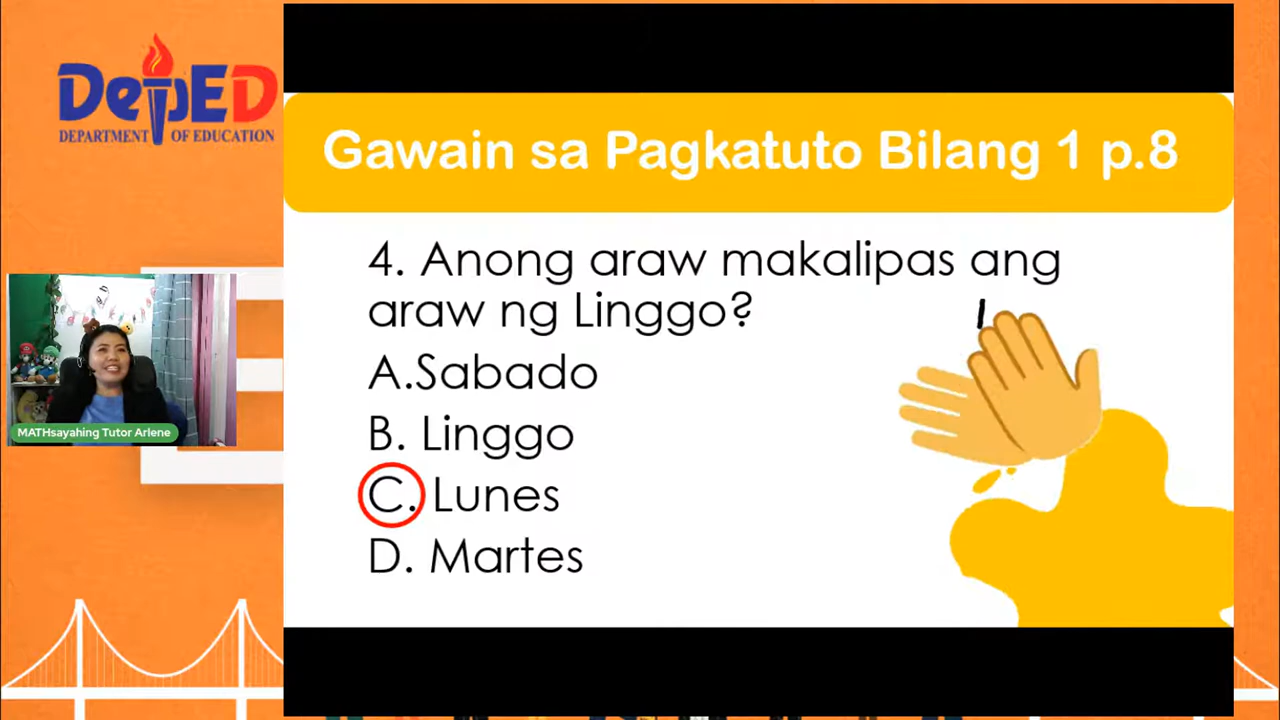 DepED
DEPARTMENT OF EDUCATION
Gawain sa Pagkatuto Bilang 1 p.8
4. Anong araw makalipas ang
araw ng Linggo?
A.Sabado
B. Linggo
C. Lunes
D. Martes
MATHsayahing Tutor Arlene